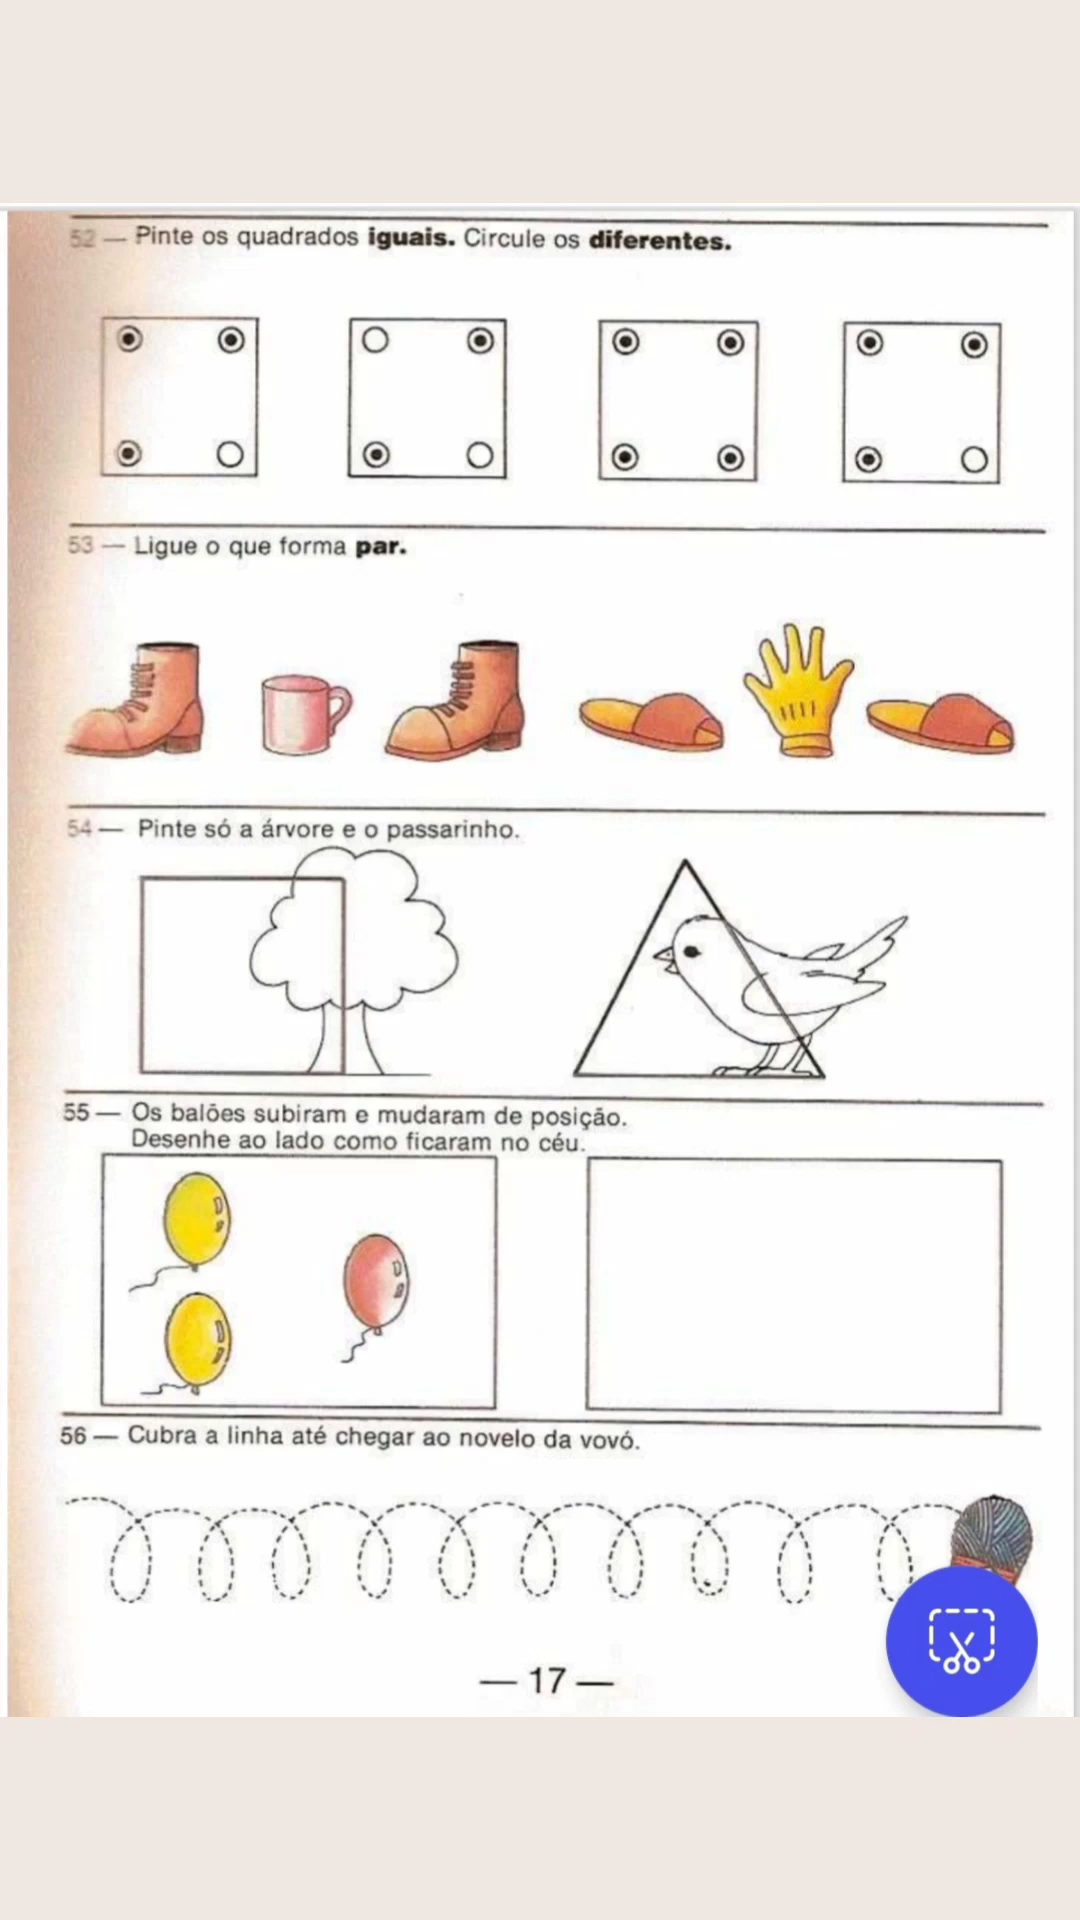 52 — Pinte os quadrados iguais. Circule os diferentes.
53 — Ligue o que forma par.
54 — Pinte só a árvore e o passarinho.
55 — Os balões subiram e mudaram de posição.
Desenhe ao lado como ficaram no céu.
56 — Cubra a linha até chegar ao novelo da vovó.
— 17 —